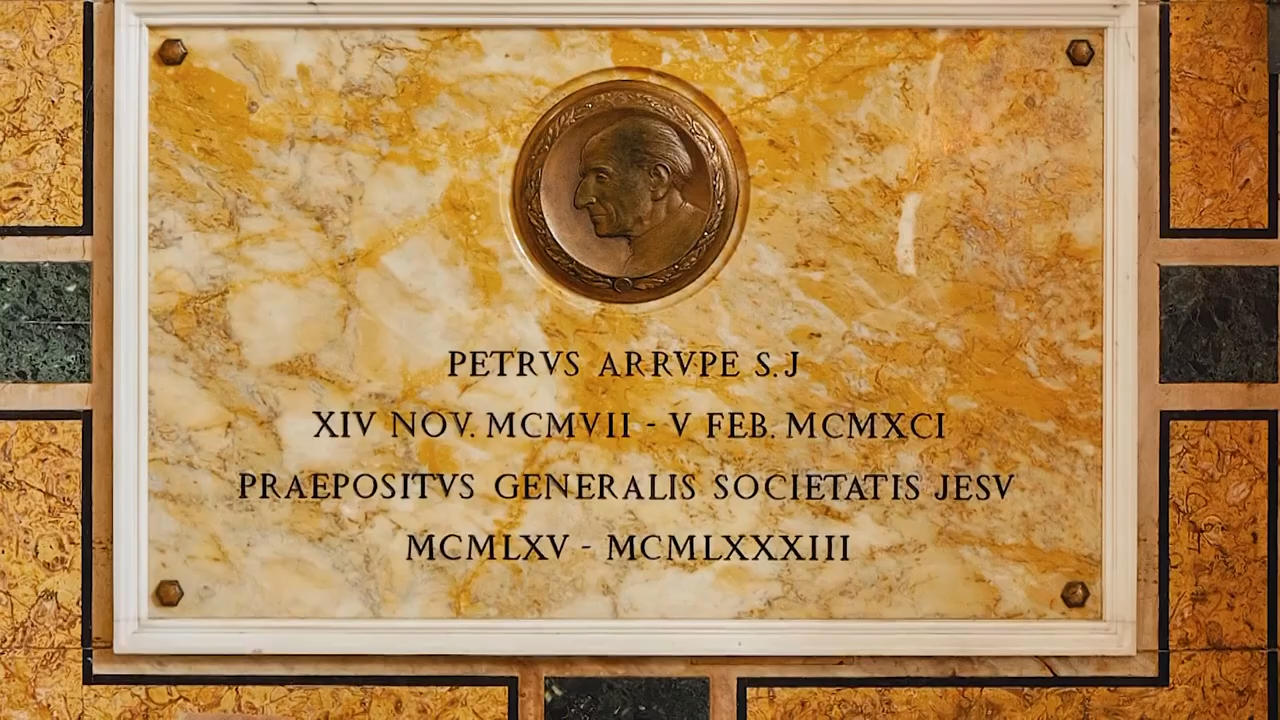 PETRVS ARRVPE S.J
XIV NOV. MCMVII - V FEB. MCMXCI
PRAEPOSITVS GENERALIS SOCIETATIS JESV
MCMLXV - MCMLXXXIII